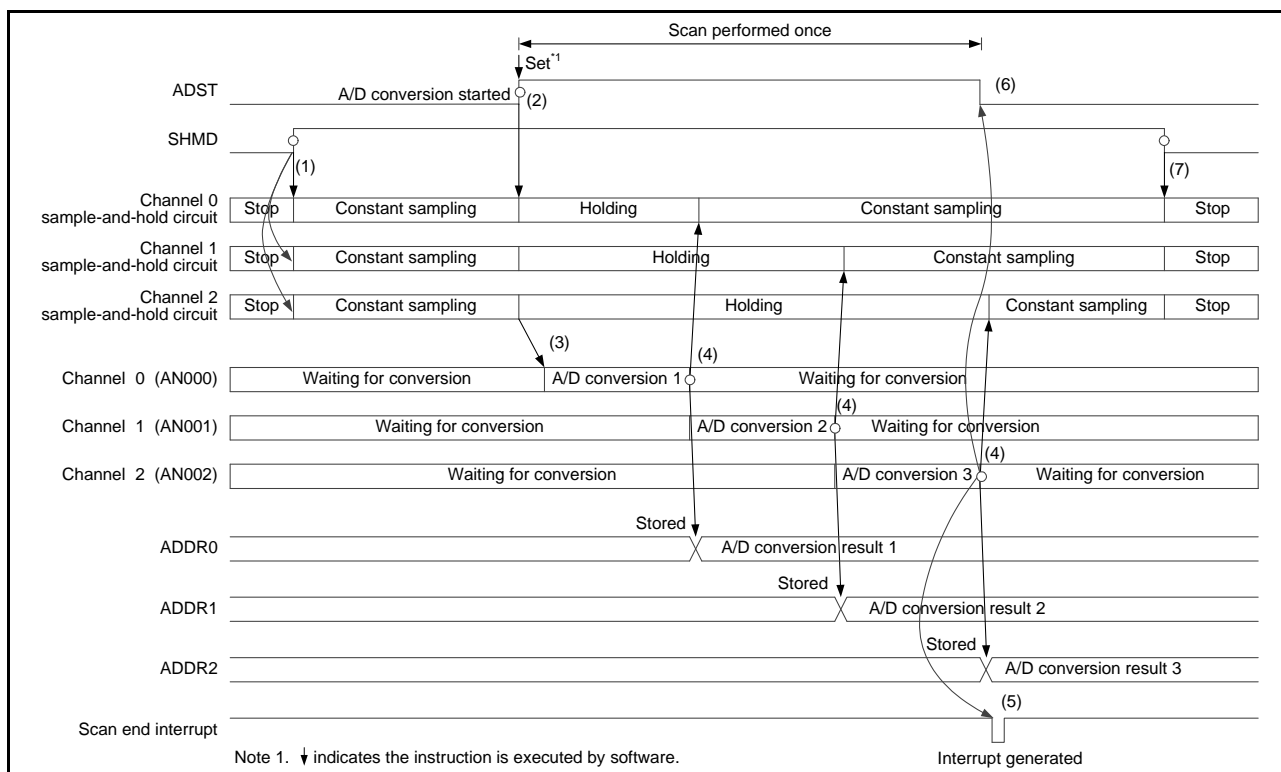 Scan performed once
Set*1
ADST
A/D conversion started
(2)
(6)
SHMD
(1)
(7)
Channel 0
sample-and-hold circuit
Stop
Constant sampling
Holding
Constant sampling
Stop
Channel 1
sample-and-hold circuit
Stop
Constant sampling
Holding
Constant sampling
Stop
Channel 2
sample-and-hold circuit
Stop
Constant sampling
Holding
Constant sampling
Stop
(3)
(4)
Channel 0 (AN000)
Waiting for conversion
A/D conversion 1
Waiting for conversion
(4)
Channel 1 (AN001)
Waiting for conversion
A/D conversion 2
Waiting for conversion
(4)
Channel 2 (AN002)
Waiting for conversion
A/D conversion 3
Waiting for conversion
Stored
ADDR0
A/D conversion result 1
Stored
ADDR1
A/D conversion result 2
Stored
ADDR2
A/D conversion result 3
(5)
Scan end interrupt
Note 1. ↓ indicates the instruction is executed by software.
Interrupt generated